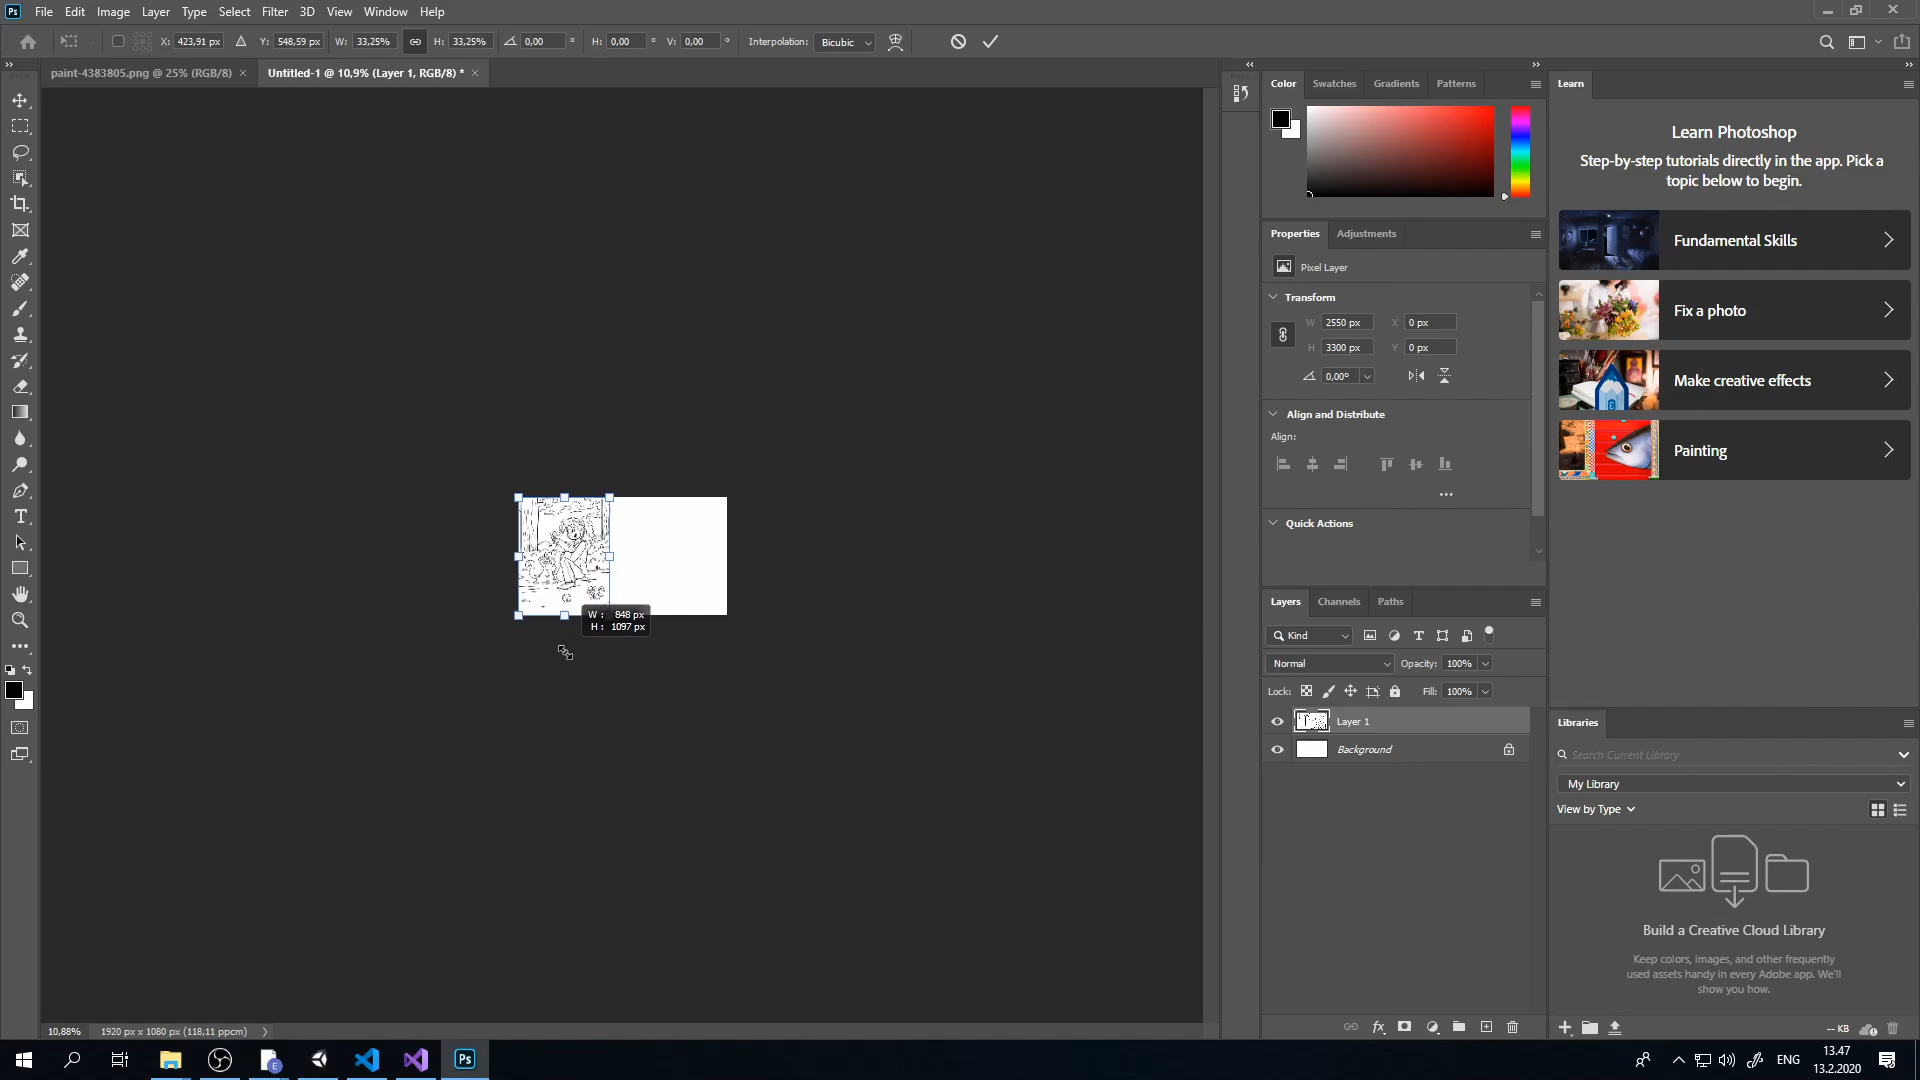 Ps File Edit Image Layer Type Select Filter 3D View Window Help
X: 423,91 px Y: 548,59 px W: 33,25% H: 33,25% 0,00 ° H: 0,00 ° V: 0,00 ° Interpolation: Bicubic
paint-4383805.png @ 25% (RGB/8) × Untitled-1 @ 10,9% (Layer 1, RGB/8) * ×
W : 848 px
H : 1097 px
10,88% 1920 px x 1080 px (118,11 ppcm)
Color Swatches Gradients Patterns
Properties Adjustments
Pixel Layer
Transform
W 2550 px X 0 px
H 3300 px Y 0 px
0,00°
Align and Distribute
Align:
Quick Actions
Layers Channels Paths
Kind
Normal Opacity: 100%
Lock: Fill: 100%
Layer 1
Background
fx
Learn
Learn Photoshop
Step-by-step tutorials directly in the app. Pick a
topic below to begin.
Fundamental Skills
Fix a photo
Make creative effects
Painting
Libraries
Search Current Library
My Library
View by Type
Build a Creative Cloud Library
Keep colors, images, and other frequently
used assets handy in every Adobe app. We'll
show you how.
-- KB
Ps
ENG
13.47
13.2.2020